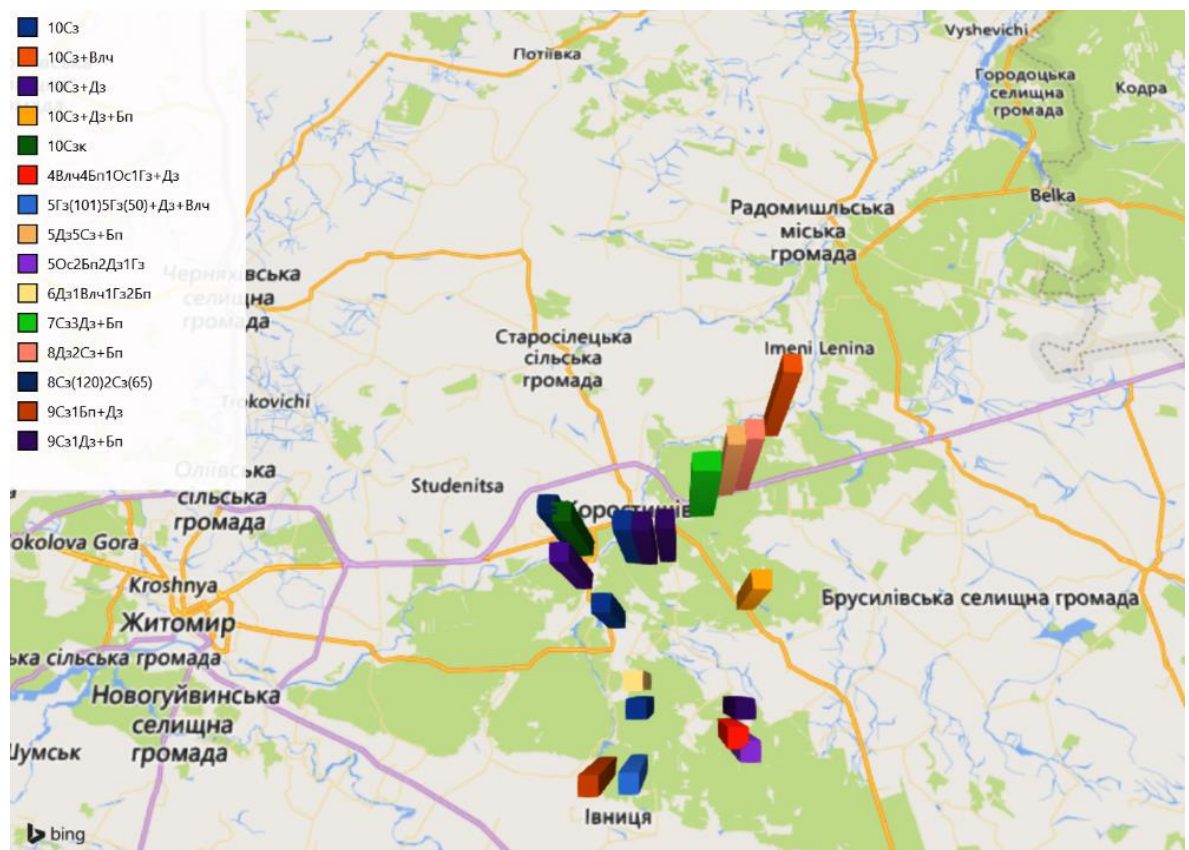 10Сз
10Сз+Влч
10Сз+Дз
10Сз+Дз+Бп
10Сзк
4Влч4Бп1Ос1Гз+Дз
5Гз(101)5Гз(50)+Дз+Влч
5Дз5Сз+Бп
5Ос2Бп2Дз1Гз
6Дз1Влч1Гз2Бп
7Сз3Дз+Бп
8Дз2Сз+Бп
8Сз(120)2Сз(65)
9Сз1Бп+Дз
9Сз1Дз+Бп
Потіївка
Vyshevichi
Городоцька
селищна
громада
Кодра
Belka
Радомишльська
міська
громада
Черняхівська
селищна
громада
Старосілецька
сільська
громада
Imeni Lenina
Trokovichi
Оліївська
сільська
громада
Studenitsa
Коростишів
Sokolova Gora
Kroshnya
Житомир
ська сільська громада
Брусилівська селищна громада
Новогуйвинська
селищна
громада
Шумськ
Івниця
bing